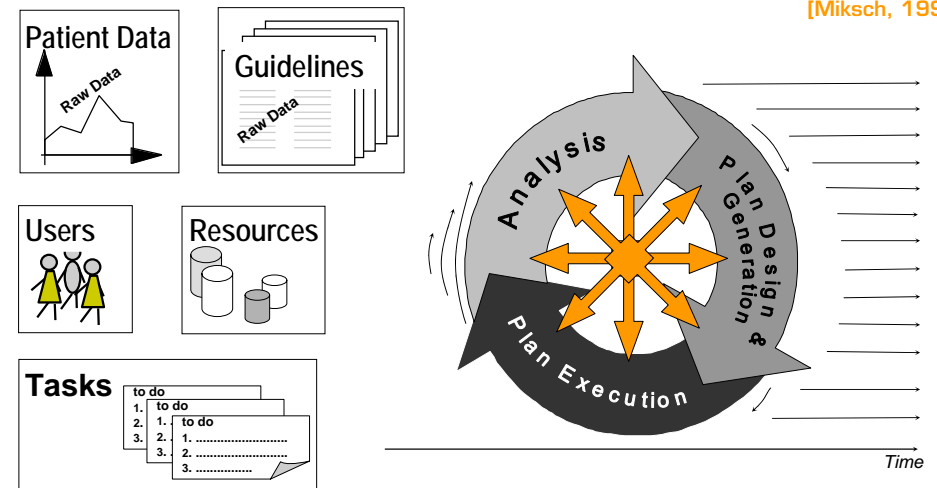 [Miksch, 199
Patient Data
Raw Data
Guidelines
Raw Data
Users
Resources
Tasks
to do
1.
2.
3.
to do
1. .
2.
3.
to do
1. ............................
2. ............................
3. ................
Analysis
Plan Design &
Generation
Plan Execution
Time